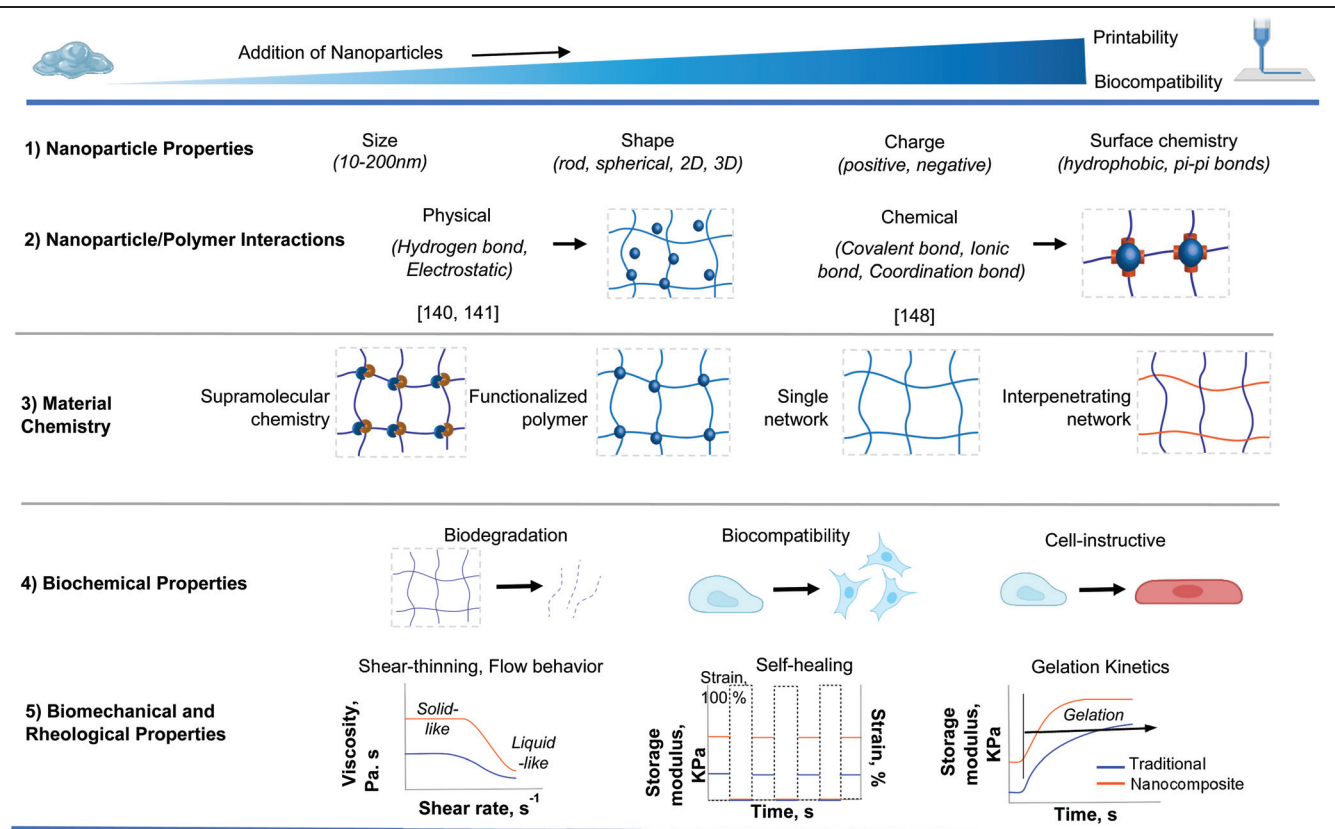 Addition of Nanoparticles
Printability
Biocompatibility
1) Nanoparticle Properties
Size
(10-200nm)
Shape
(rod, spherical, 2D, 3D)
Charge
(positive, negative)
Surface chemistry
(hydrophobic, pi-pi bonds)
2) Nanoparticle/Polymer Interactions
Physical
(Hydrogen bond,
Electrostatic)
[140, 141]
Chemical
(Covalent bond, Ionic
bond, Coordination bond)
[148]
3) Material
Chemistry
Supramolecular
chemistry
Functionalized
polymer
Single
network
Interpenetrating
network
4) Biochemical Properties
Biodegradation
Biocompatibility
Cell-instructive
5) Biomechanical and
Rheological Properties
Shear-thinning, Flow behavior
Viscosity,
Pa. s
Solid-
like
Liquid
-like
Shear rate, s⁻¹
Self-healing
Strain,
100 %
Storage
modulus,
KPa
Strain, %
Time, s
Gelation Kinetics
Storage
modulus,
KPa
Gelation
Traditional
Nanocomposite
Time, s